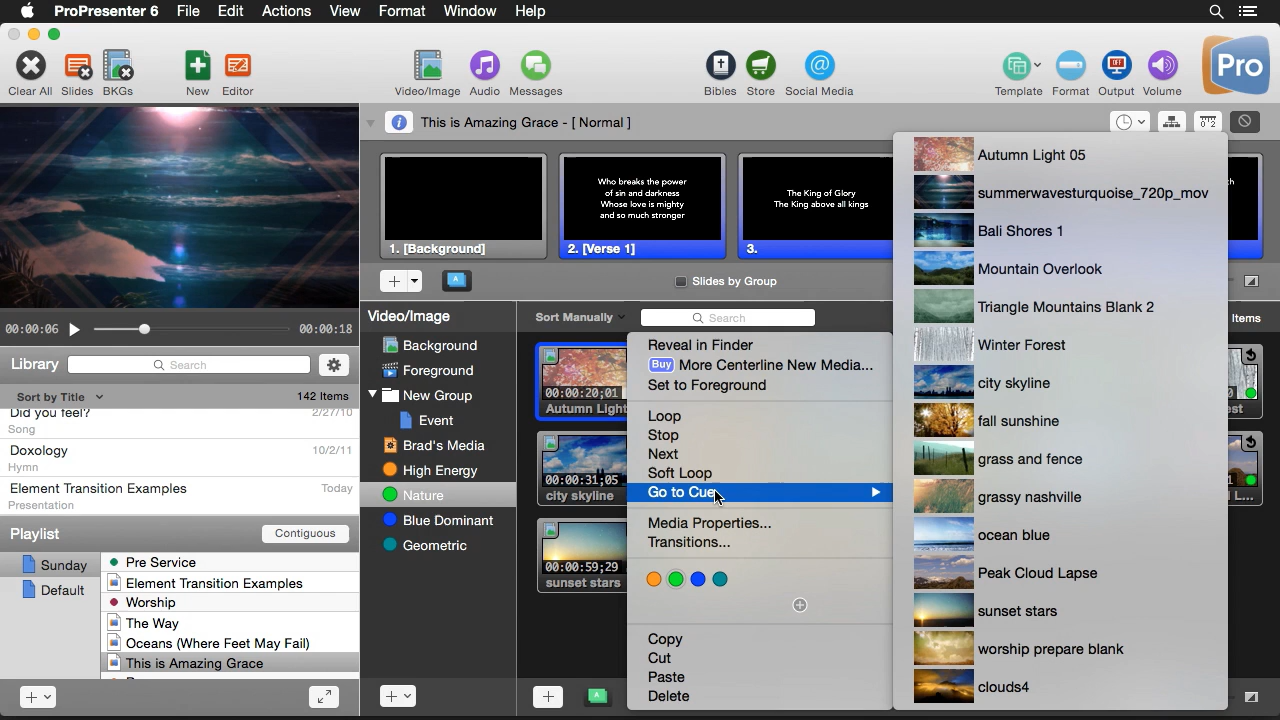 ProPresenter 6 File Edit Actions View Format Window Help
Clear All Slides BKGs New Editor Video/Image Audio Messages Bibles Store Social Media Template Format Output Volume
Pro
This is Amazing Grace - [ Normal ]
1. [Background]
Who breaks the power
of sin and darkness
Whose love is mighty
and so much stronger
2. [Verse 1]
The King of Glory
The King above all kings
3.
Slides by Group
00:00:06 00:00:18
Library Search
Sort by Title 142 Items
Did you feel? 2/27/10
Song
Doxology 10/2/11
Hymn
Element Transition Examples Today
Presentation
Playlist Contiguous
Sunday
Default
Pre Service
Element Transition Examples
Worship
The Way
Oceans (Where Feet May Fail)
This is Amazing Grace
Video/Image
Background
Foreground
New Group
Event
Brad's Media
High Energy
Nature
Blue Dominant
Geometric
Sort Manually Search Items
00:00:20;01
Autumn Light
00:00:31;05
city skyline
00:00:59;29
sunset stars
Reveal in Finder
Buy More Centerline New Media...
Set to Foreground
Loop
Stop
Next
Soft Loop
Go to Cue
Media Properties...
Transitions...
Copy
Cut
Paste
Delete
Autumn Light 05
summerwavesturquoise_720p_mov
Bali Shores 1
Mountain Overlook
Triangle Mountains Blank 2
Winter Forest
city skyline
fall sunshine
grass and fence
grassy nashville
ocean blue
Peak Cloud Lapse
sunset stars
worship prepare blank
clouds4